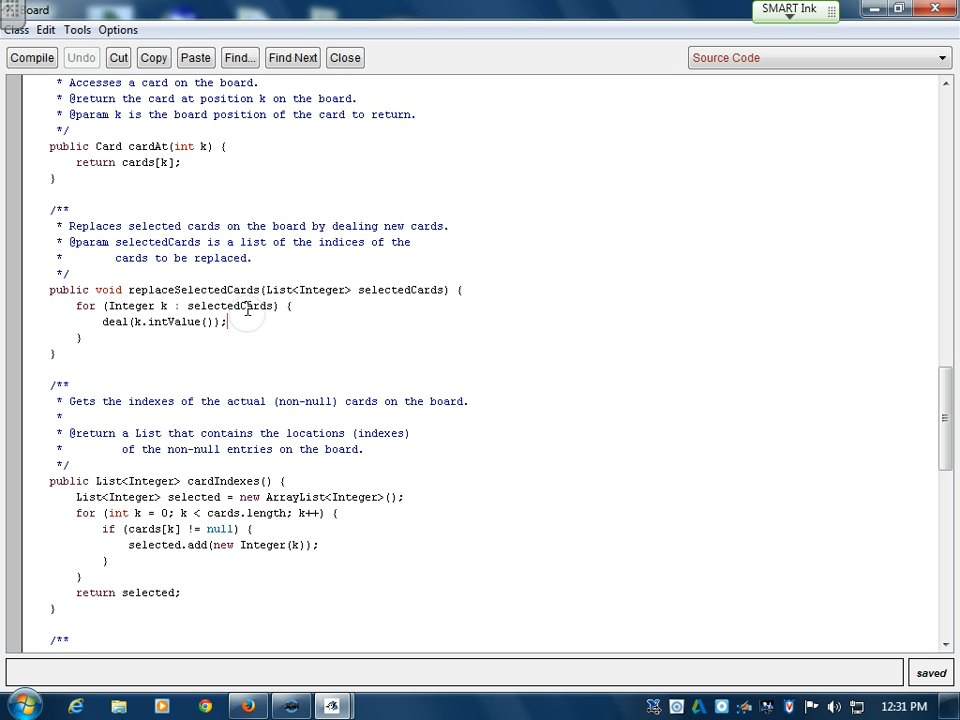 Board
SMART Ink
Class Edit Tools Options
Compile Undo Cut Copy Paste Find... Find Next Close Source Code
* Accesses a card on the board.
* @return the card at position k on the board.
* @param k is the board position of the card to return.
*/
public Card cardAt(int k) {
return cards[k];
}
/**
* Replaces selected cards on the board by dealing new cards.
* @param selectedCards is a list of the indices of the
* cards to be replaced.
*/
public void replaceSelectedCards(List<Integer> selectedCards) {
for (Integer k : selectedCards) {
deal(k.intValue());
}
}
/**
* Gets the indexes of the actual (non-null) cards on the board.
*
* @return a List that contains the locations (indexes)
* of the non-null entries on the board.
*/
public List<Integer> cardIndexes() {
List<Integer> selected = new ArrayList<Integer>();
for (int k = 0; k < cards.length; k++) {
if (cards[k] != null) {
selected.add(new Integer(k));
}
}
return selected;
}
/**
saved
12:31 PM